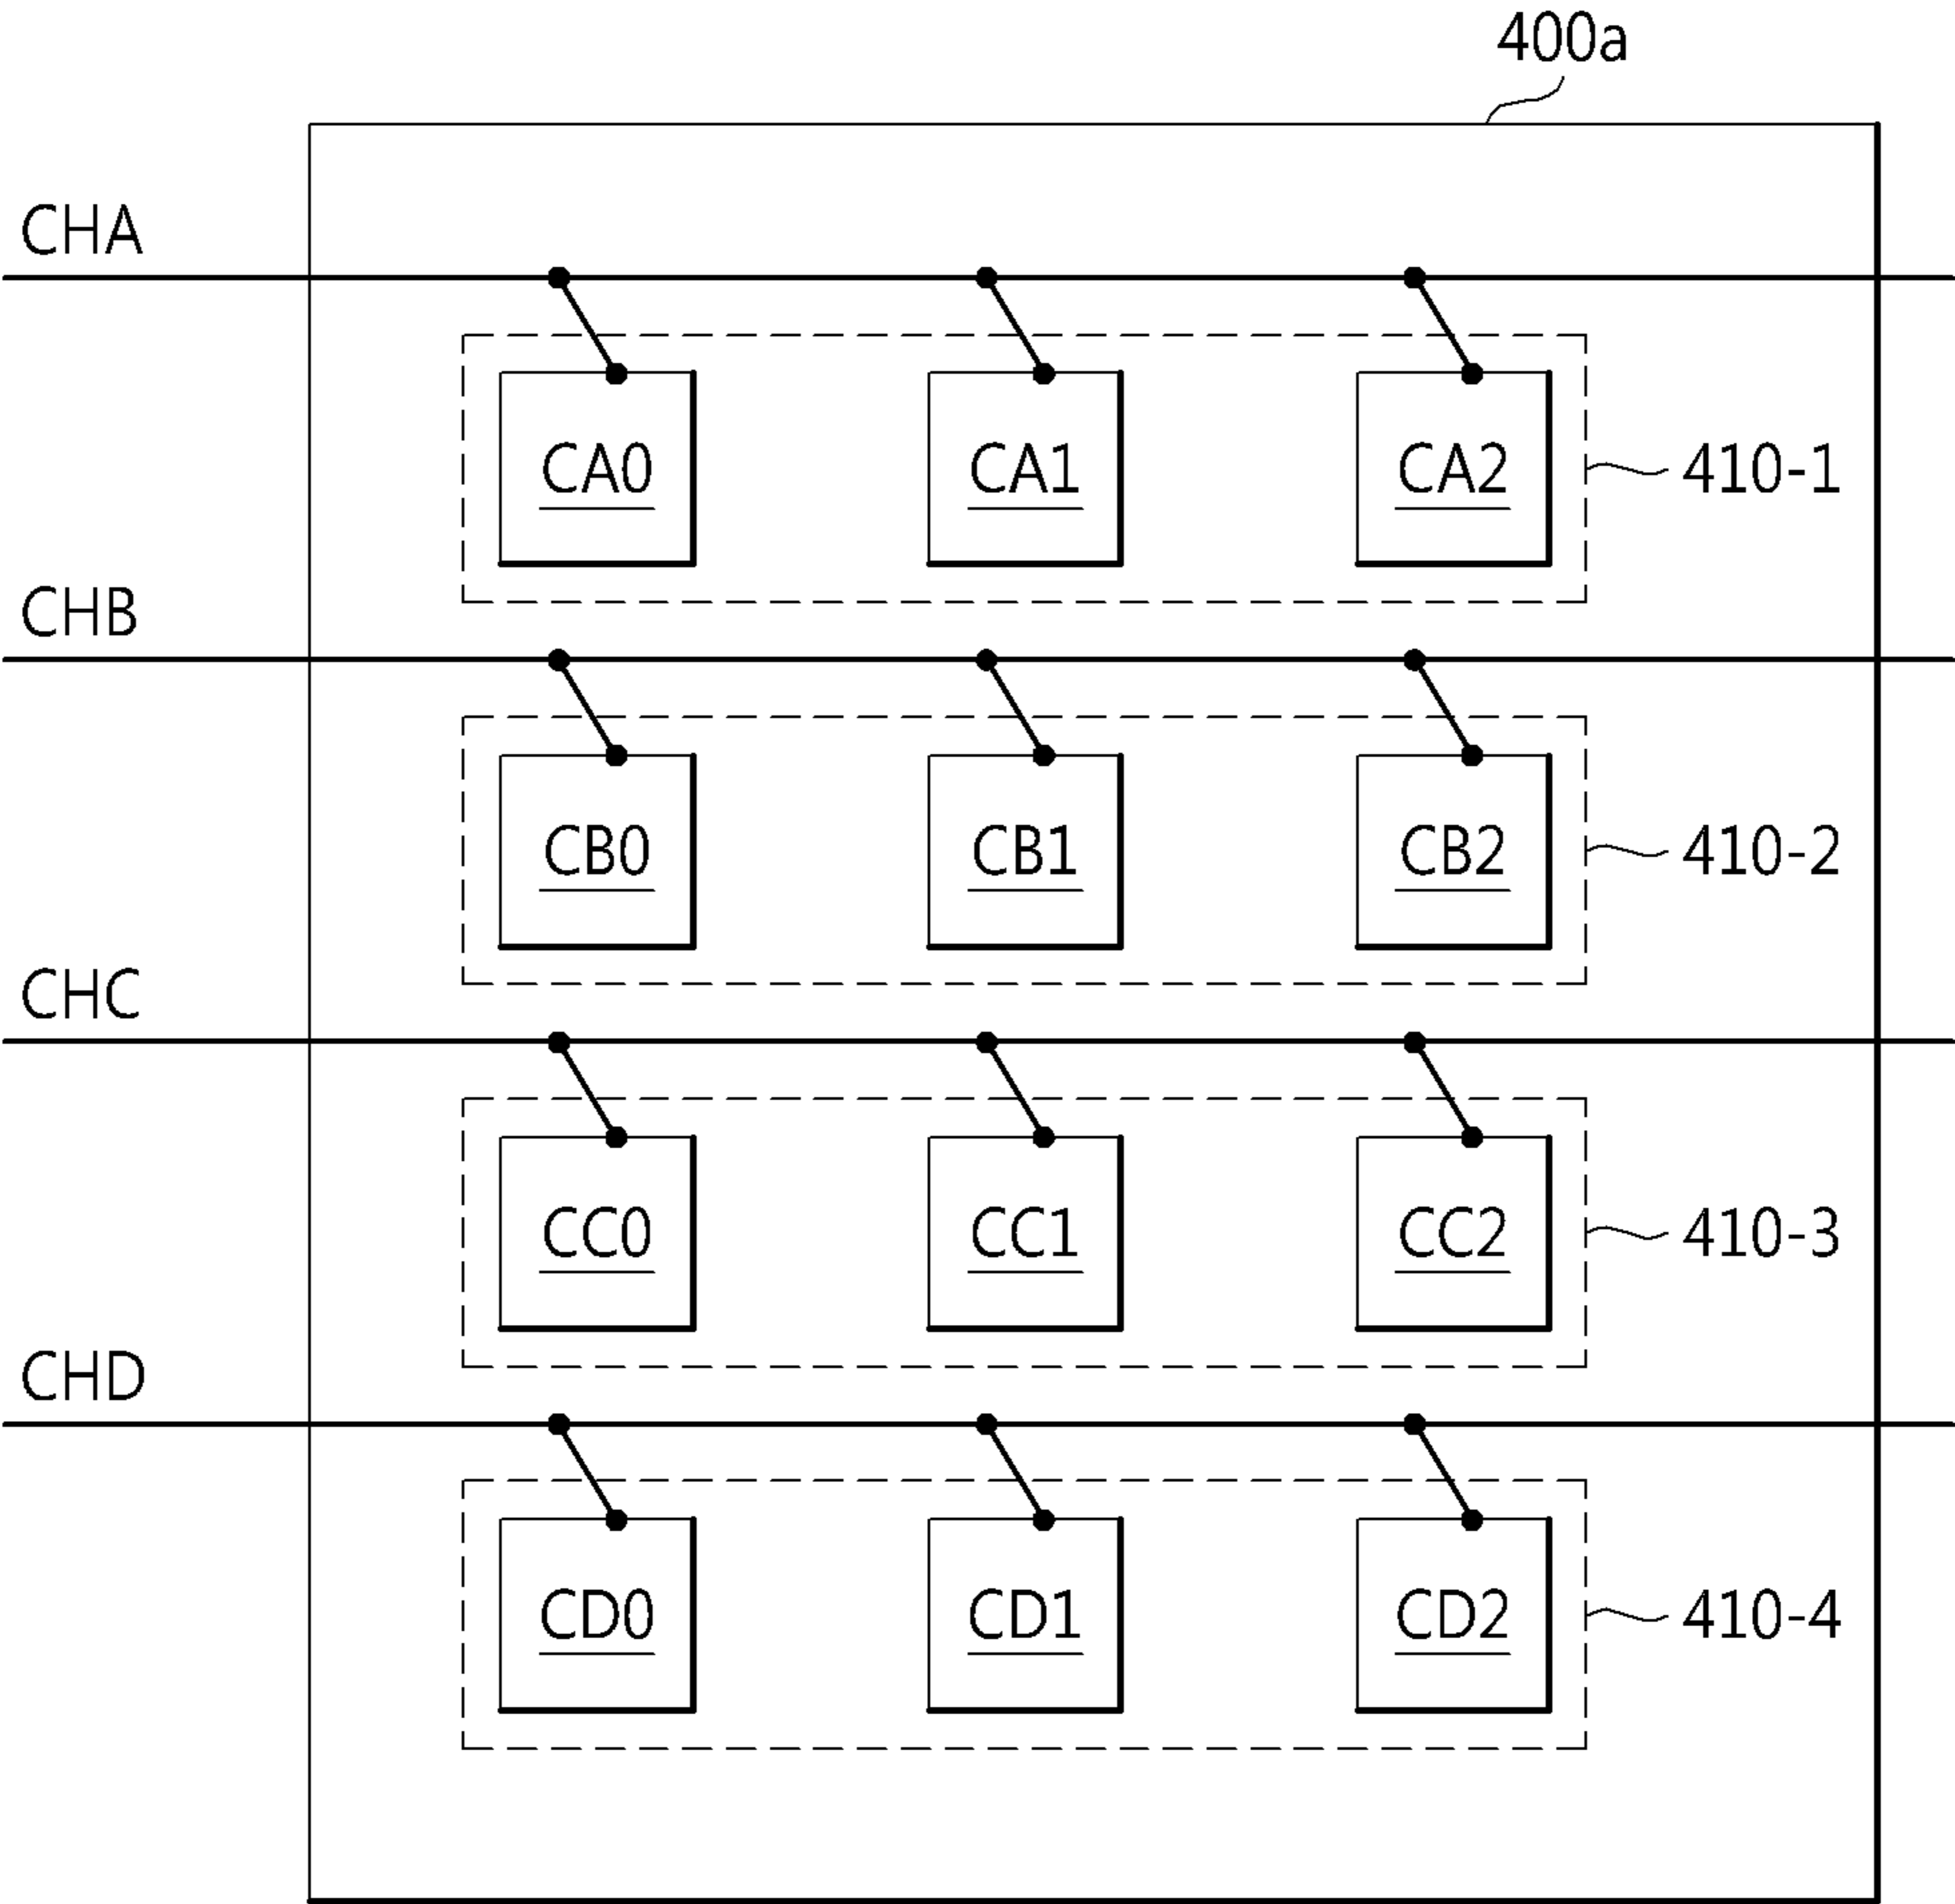 400a
CHA
CA0 CA1 CA2 410-1
CHB
CB0 CB1 CB2 410-2
CHC
CC0 CC1 CC2 410-3
CHD
CD0 CD1 CD2 410-4